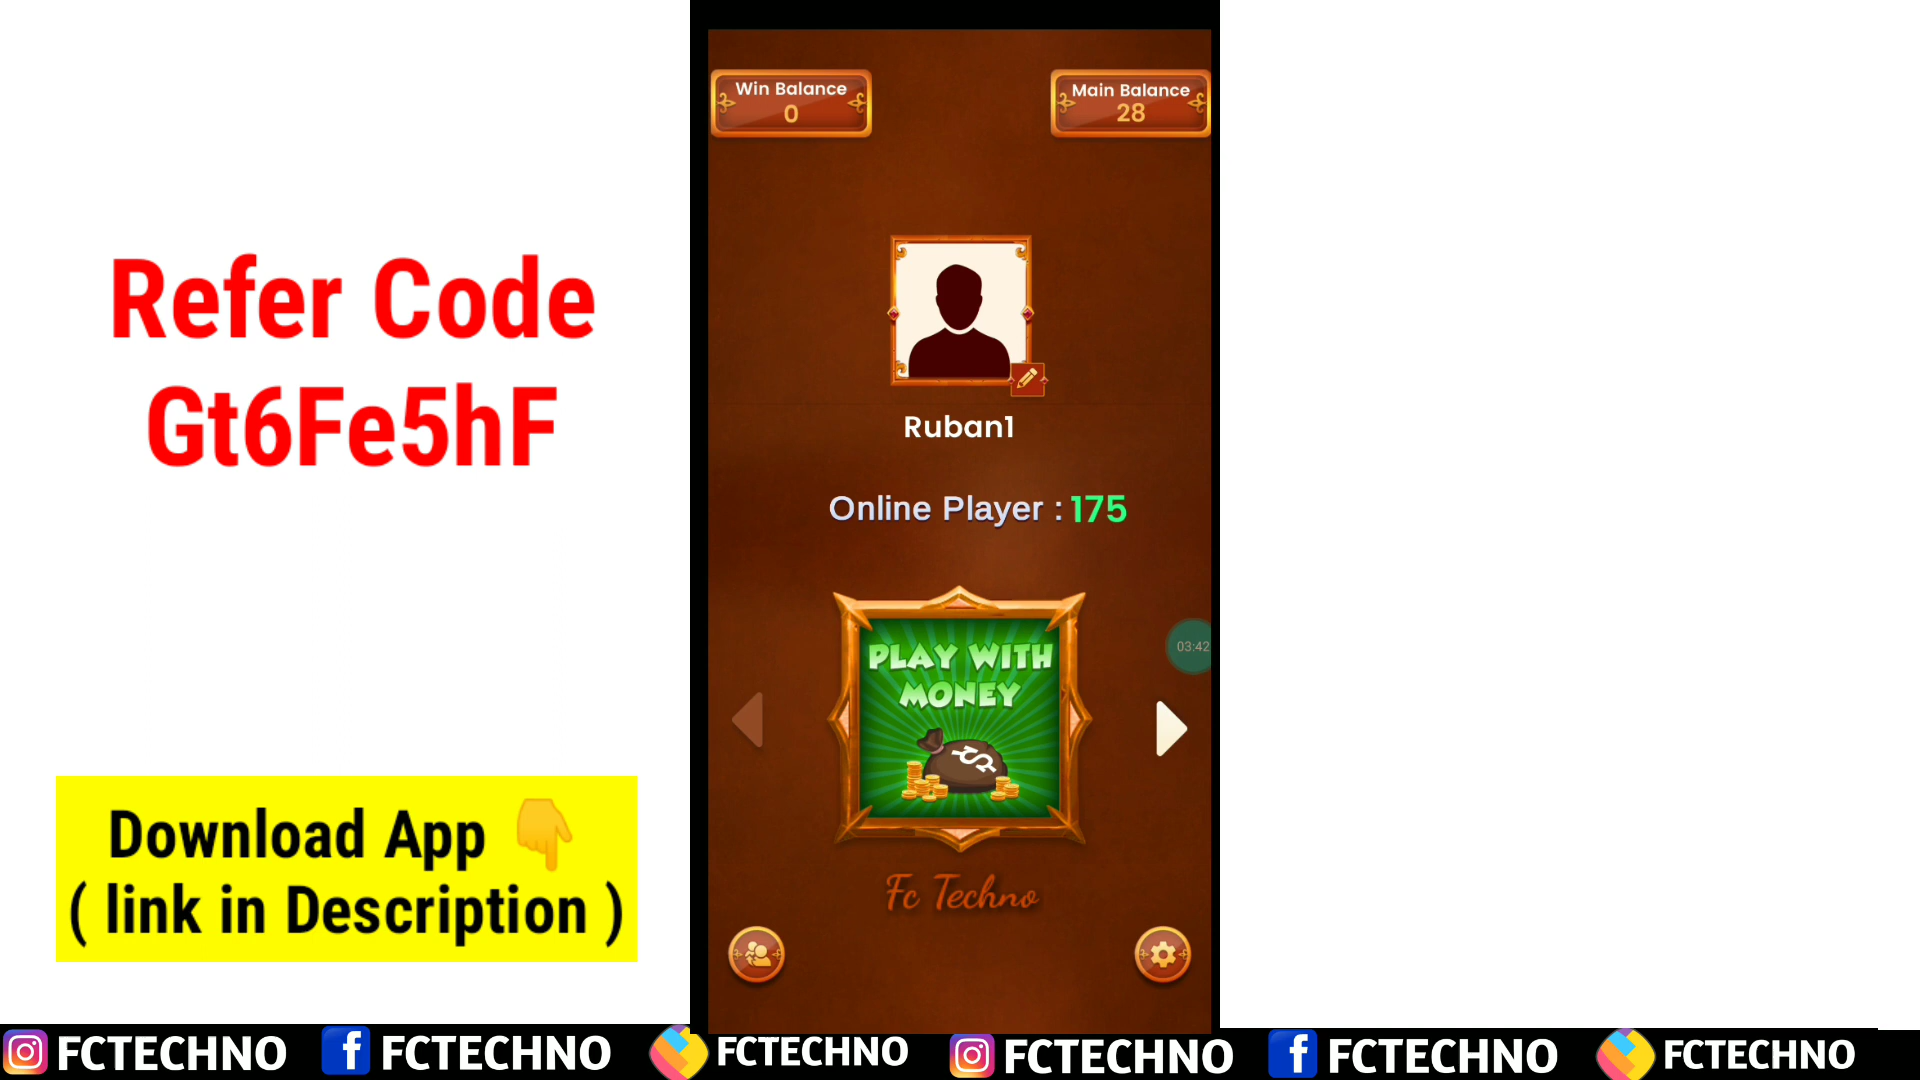 Refer Code
Gt6Fe5hF
Download App
( link in Description )
Win Balance
0
Main Balance
28
Ruban1
Online Player : 175
03:42
PLAY WITH
MONEY
Fc Techno
FCTECHNO FCTECHNO FCTECHNO FCTECHNO FCTECHNO FCTECHNO